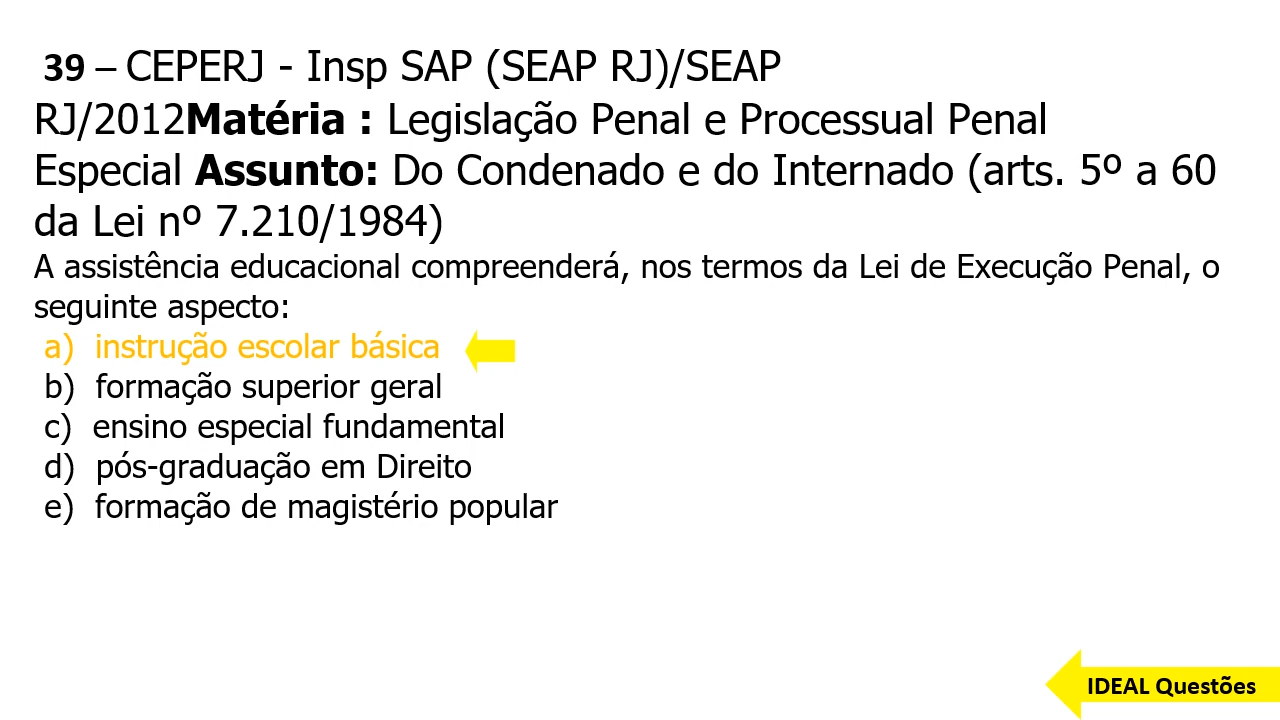 39 – CEPERJ - Insp SAP (SEAP RJ)/SEAP
RJ/2012Matéria : Legislação Penal e Processual Penal
Especial Assunto: Do Condenado e do Internado (arts. 5º a 60
da Lei nº 7.210/1984)
A assistência educacional compreenderá, nos termos da Lei de Execução Penal, o
seguinte aspecto:
a) instrução escolar básica
b) formação superior geral
c) ensino especial fundamental
d) pós-graduação em Direito
e) formação de magistério popular
IDEAL Questões